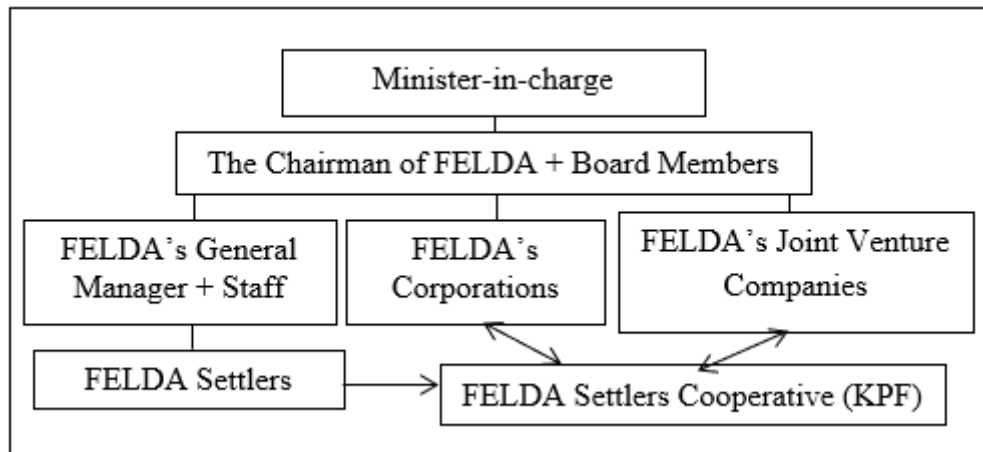 Minister-in-charge
The Chairman of FELDA + Board Members
FELDA’s General
Manager + Staff
FELDA’s
Corporations
FELDA’s Joint Venture
Companies
FELDA Settlers
FELDA Settlers Cooperative (KPF)